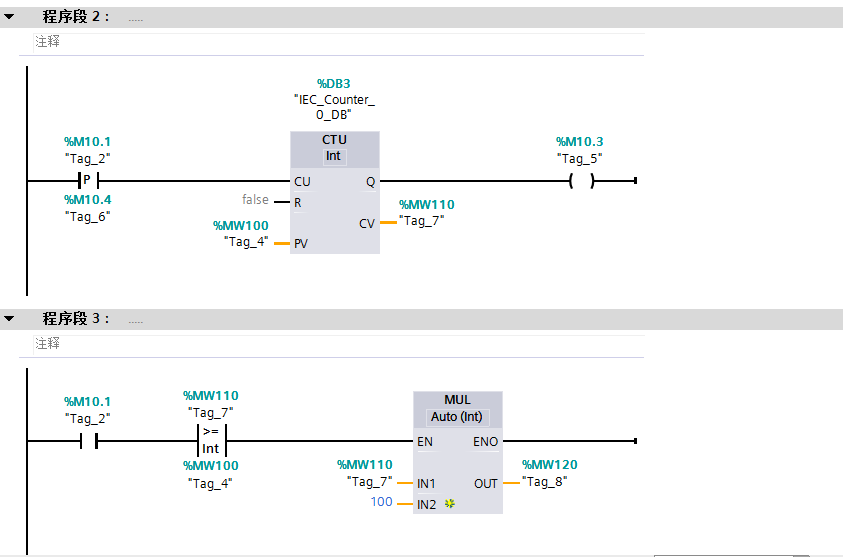 程序段 2： .....
注释
%DB3
"IEC_Counter_
0_DB"
%M10.1
"Tag_2"
P
%M10.4
"Tag_6"
CTU
Int
CU
Q
%M10.3
"Tag_5"
false
R
%MW110
CV
"Tag_7"
%MW100
"Tag_4"
PV
程序段 3： .....
注释
%M10.1
"Tag_2"
%MW110
"Tag_7"
>=
Int
%MW100
"Tag_4"
MUL
Auto (Int)
EN
ENO
%MW110
"Tag_7"
IN1
OUT
%MW120
"Tag_8"
100
IN2